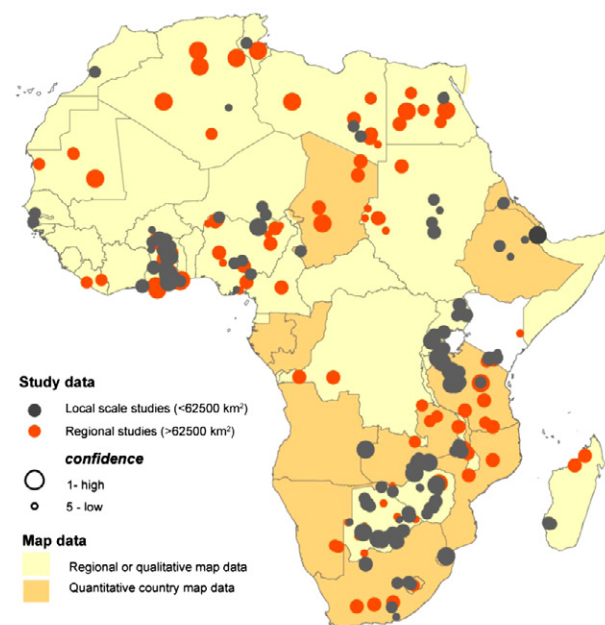 Study data
Local scale studies (<62500 km²)
Regional studies (>62500 km²)
confidence
1- high
5 - low
Map data
Regional or qualitative map data
Quantitative country map data